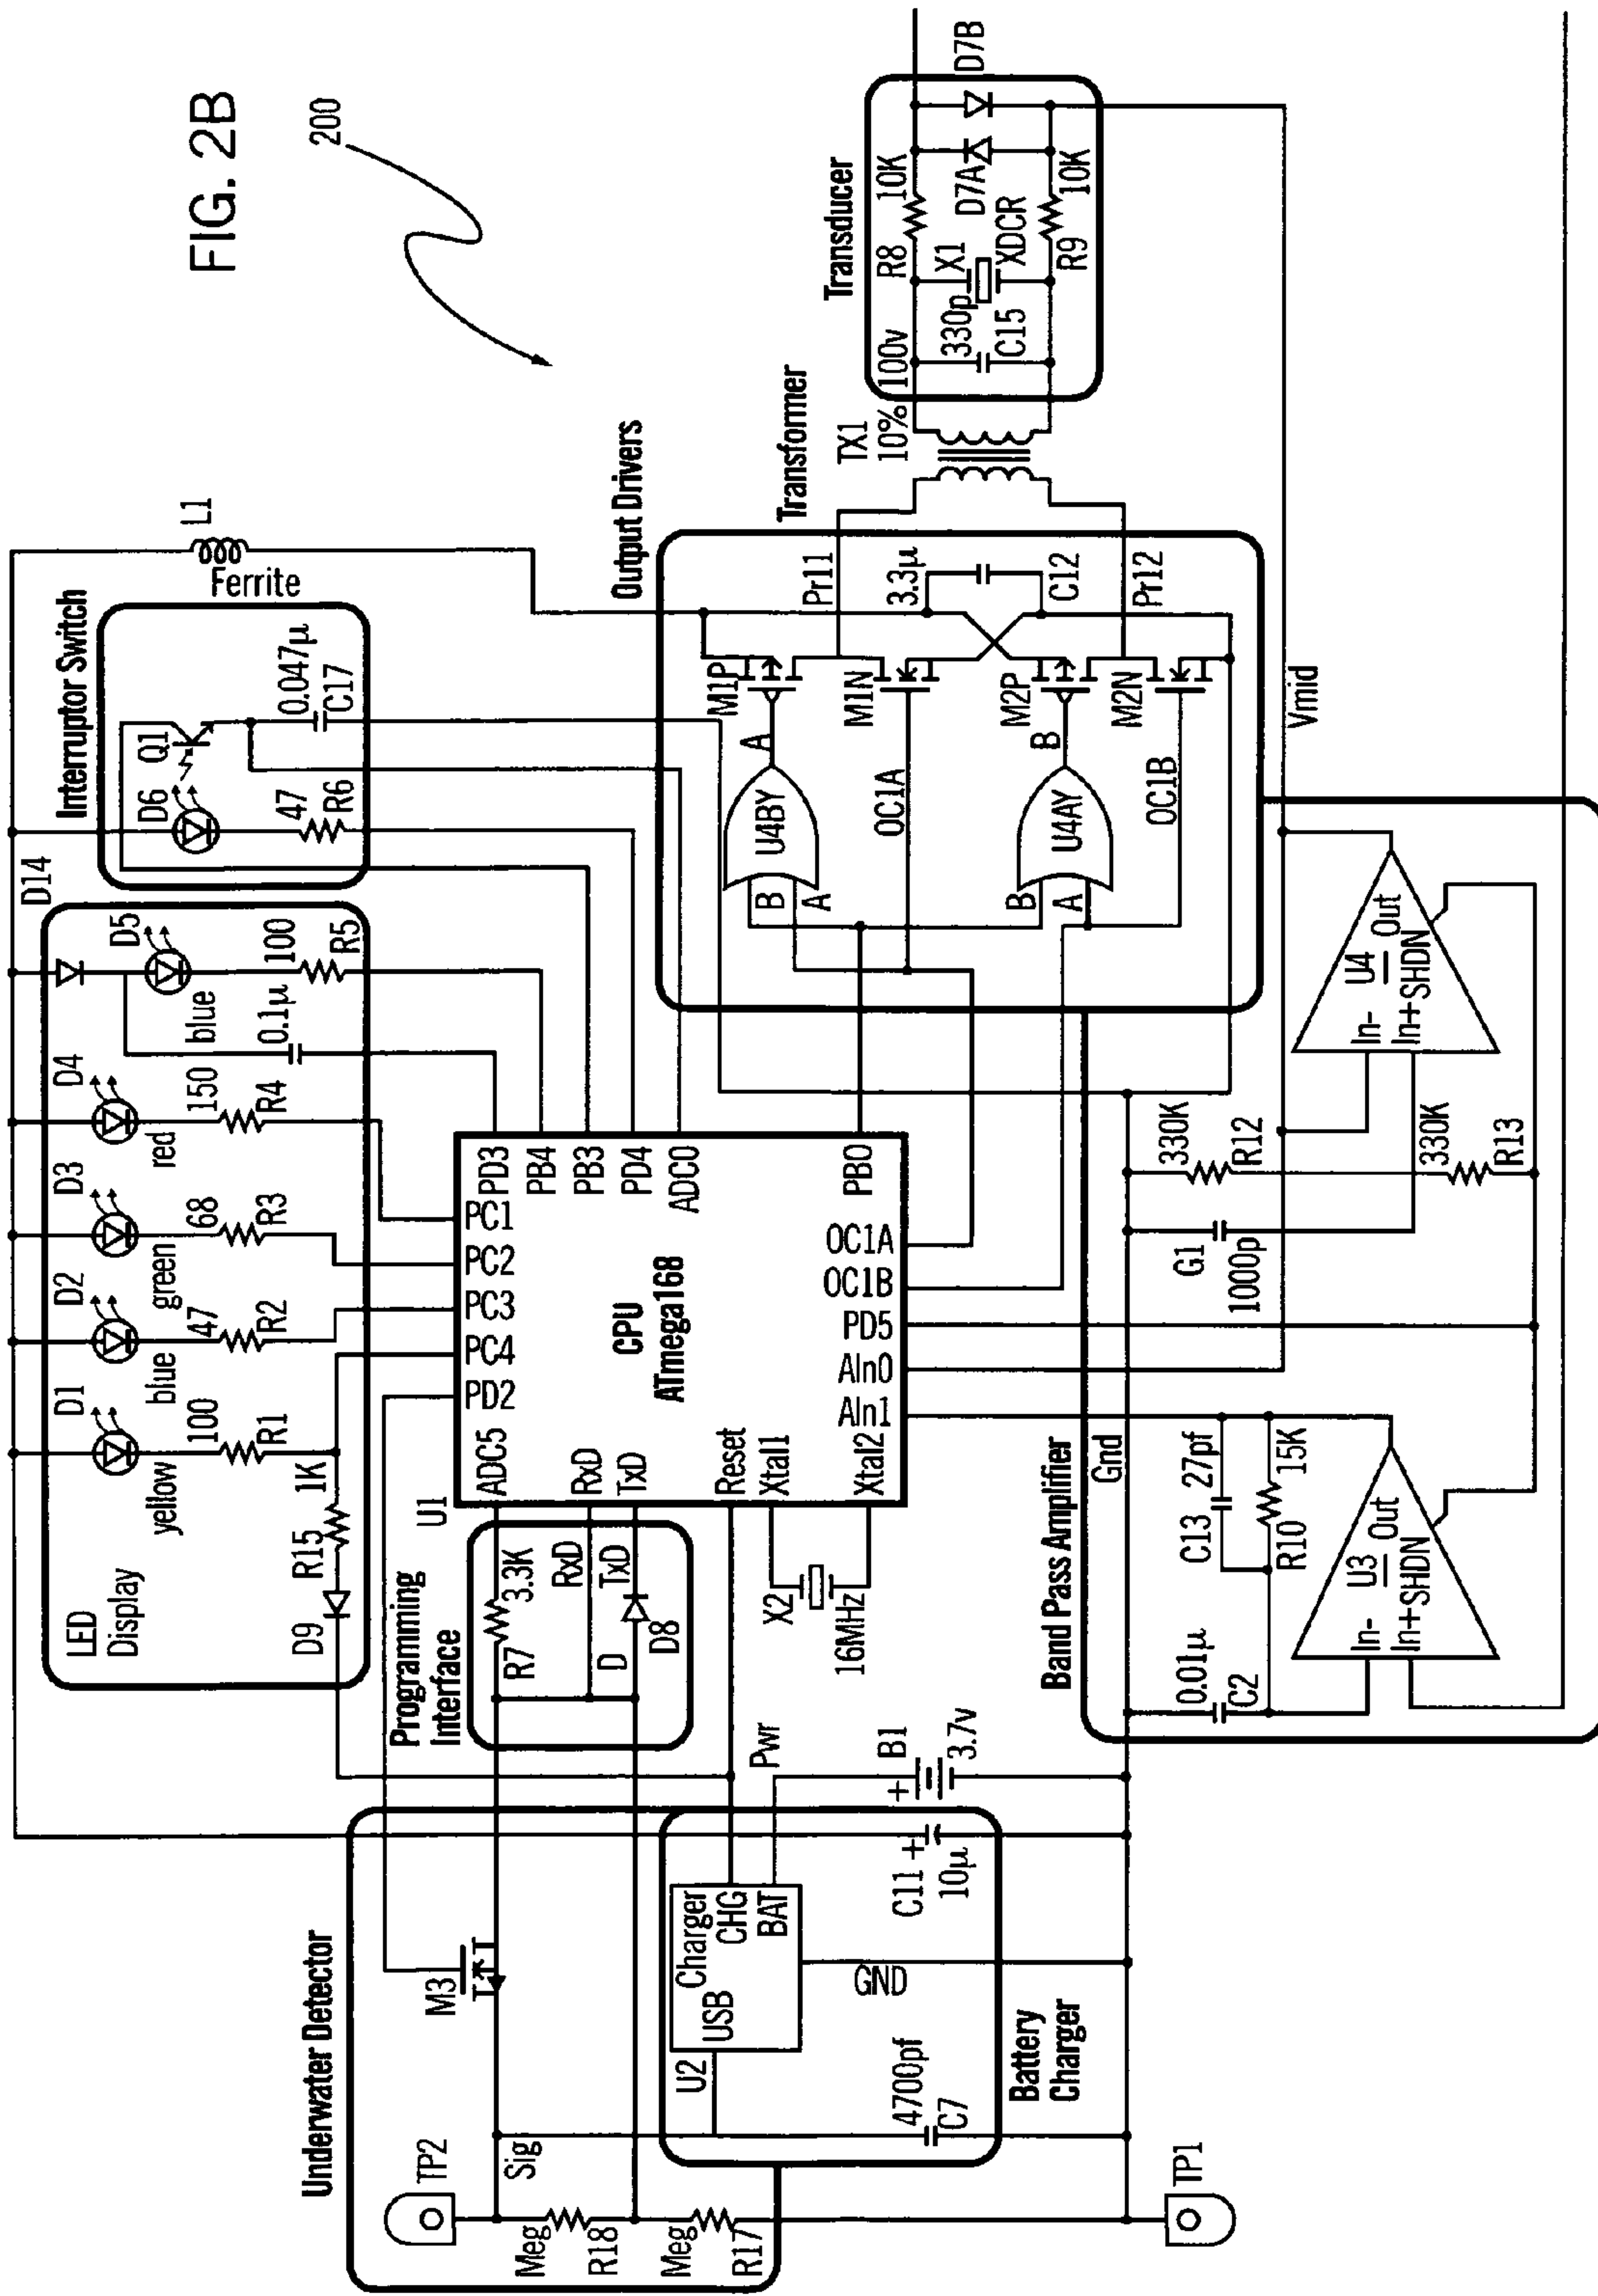 FIG. 2B
200
L1
Ferrite
Interruptor Switch
D6
Q1
47
R6
0.047µ
C17
D14
D1
D2
D3
D4
D5
yellow
blue
green
red
blue
100
R1
47
R2
68
R3
150
R4
0.1µ
100
R5
1K
R15
D9
LED
Display
U1
PD2
PC4
PC3
PC2
PC1
ADC5
RxD
TxD
Reset
Xtal1
Xtal2
CPU
ATmega168
PD3
PB4
PB3
PD4
ADC0
PB0
OC1A
OC1B
PD5
AIn0
AIn1
Programming
Interface
R7
3.3K
RxD
TxD
D
D8
X2
16MHz
Output Drivers
M1P
A
U4BY
B
A
OC1A
M1N
Pr11
3.3µ
C12
M2P
B
U4AY
B
A
OC1B
M2N
Pr12
Transformer
TX1
10%
Transducer
100v
330p
C15
R8
10K
X1
XDCR
R9
10K
D7A
D7B
Underwater Detector
M3
TP2
Sig
Meg
R18
Meg
R17
TP1
U2
Charger
USB
CHG
BAT
GND
4700pf
C7
Battery
Charger
C11
+
10µ
Pwr
+
B1
3.7v
Band Pass Amplifier
Gnd
0.01µ
C2
C13
27pf
R10
15K
In-
In+
U3
SHDN
Out
G1
1000p
330K
R12
330K
R13
In-
In+
U4
SHDN
Out
Vmid